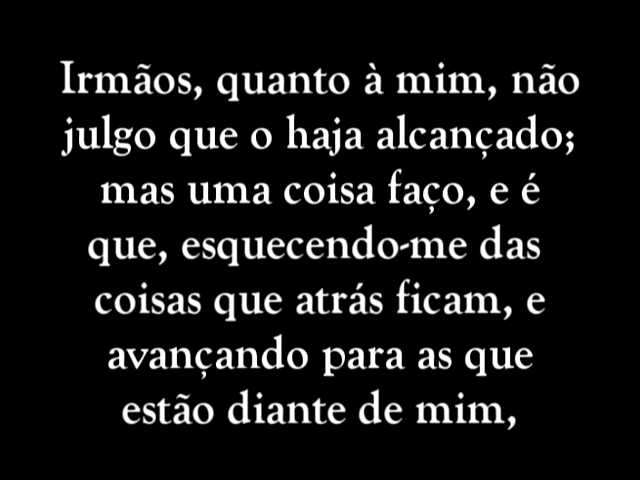 Irmãos, quanto à mim, não
julgo que o haja alcançado;
mas uma coisa faço, e é
que, esquecendo-me das
coisas que atrás ficam, e
avançando para as que
estão diante de mim,